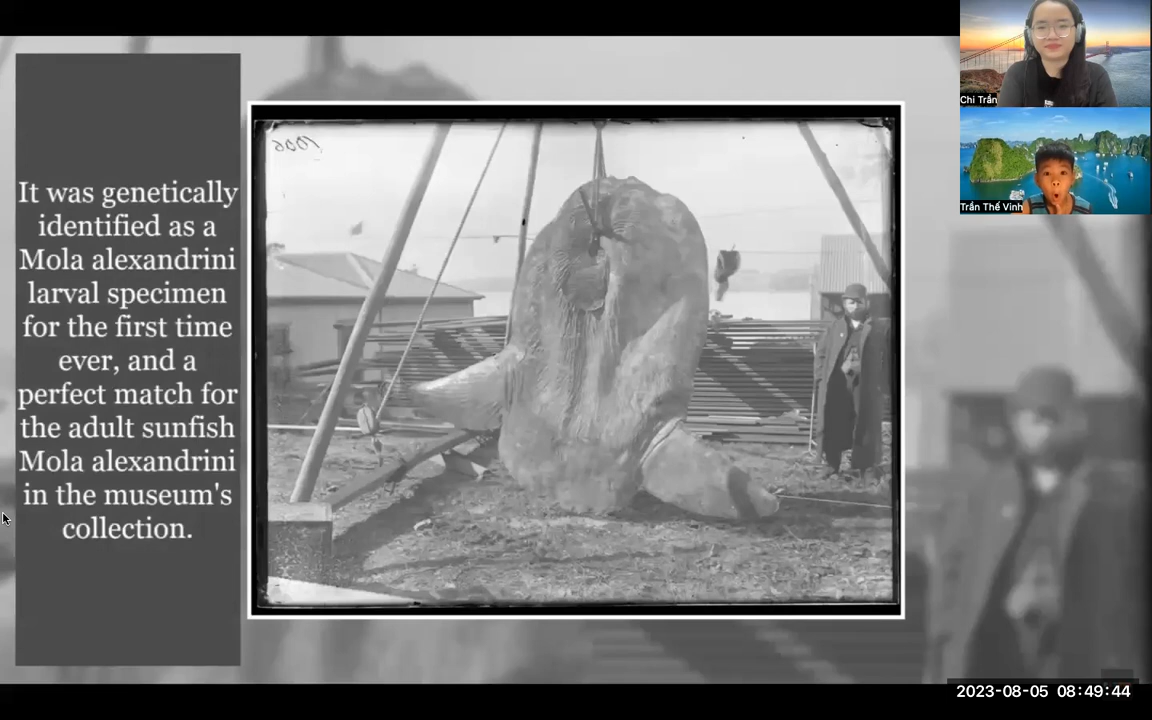 It was genetically
identified as a
Mola alexandrini
larval specimen
for the first time
ever, and a
perfect match for
the adult sunfish
Mola alexandrini
in the museum's
collection.
1006
Chi Trần
Trần Thế Vinh
2023-08-05 08:49:44